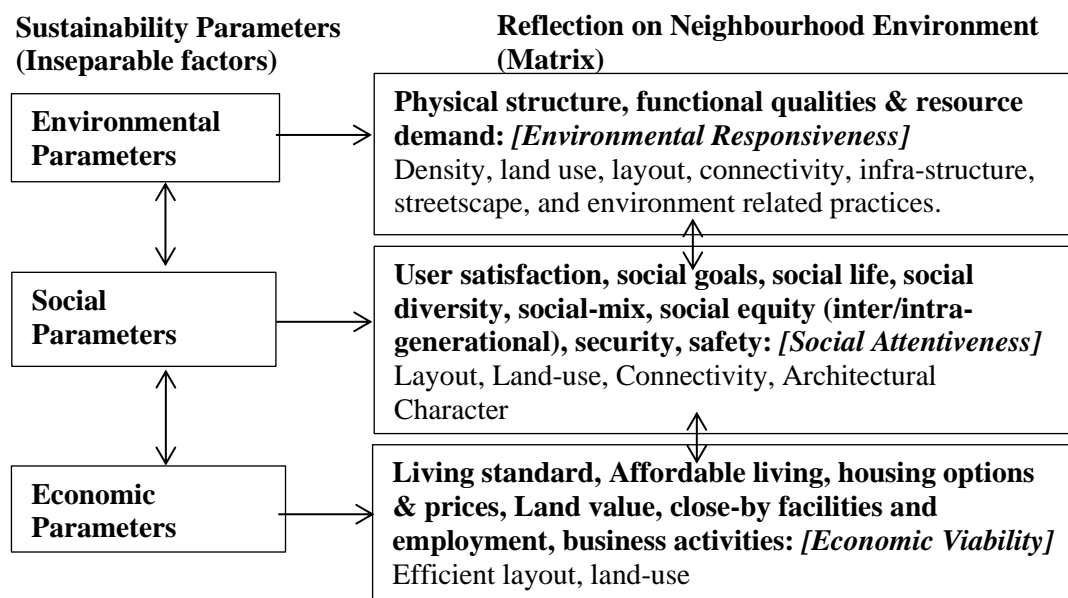 Sustainability Parameters
(Inseparable factors)
Reflection on Neighbourhood Environment
(Matrix)
Environmental
Parameters
Physical structure, functional qualities & resource
demand: [Environmental Responsiveness]
Density, land use, layout, connectivity, infra-structure,
streetscape, and environment related practices.
Social
Parameters
User satisfaction, social goals, social life, social
diversity, social-mix, social equity (inter/intra-
generational), security, safety: [Social Attentiveness]
Layout, Land-use, Connectivity, Architectural
Character
Economic
Parameters
Living standard, Affordable living, housing options
& prices, Land value, close-by facilities and
employment, business activities: [Economic Viability]
Efficient layout, land-use